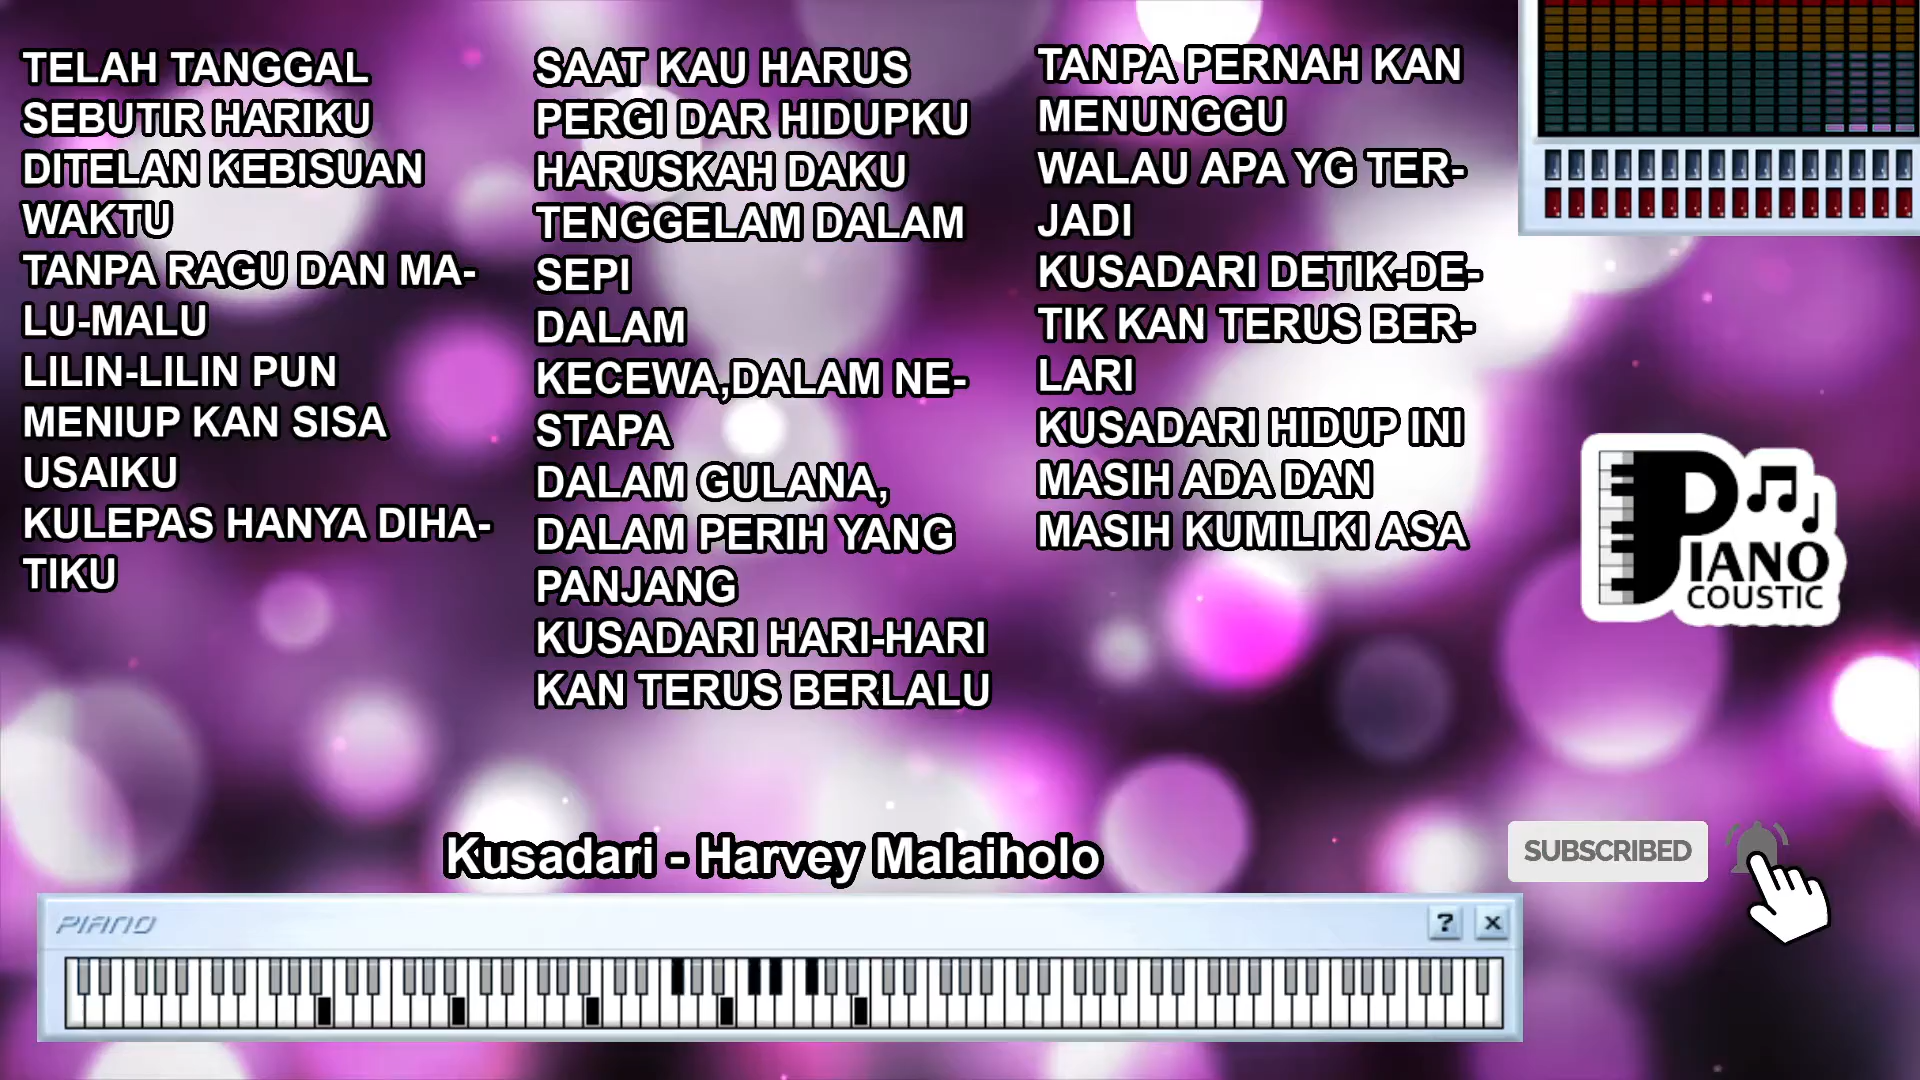 TELAH TANGGAL
SEBUTIR HARIKU
DITELAN KEBISUAN
WAKTU
TANPA RAGU DAN MA-
LU-MALU
LILIN-LILIN PUN
MENIUP KAN SISA
USAIKU
KULEPAS HANYA DIHA-
TIKU
SAAT KAU HARUS
PERGI DAR HIDUPKU
HARUSKAH DAKU
TENGGELAM DALAM
SEPI
DALAM
KECEWA,DALAM NE-
STAPA
DALAM GULANA,
DALAM PERIH YANG
PANJANG
KUSADARI HARI-HARI
KAN TERUS BERLALU
TANPA PERNAH KAN
MENUNGGU
WALAU APA YG TER-
JADI
KUSADARI DETIK-DE-
TIK KAN TERUS BER-
LARI
KUSADARI HIDUP INI
MASIH ADA DAN
MASIH KUMILIKI ASA
PIANO
COUSTIC
SUBSCRIBED
Kusadari - Harvey Malaiholo
PIANO
? ×